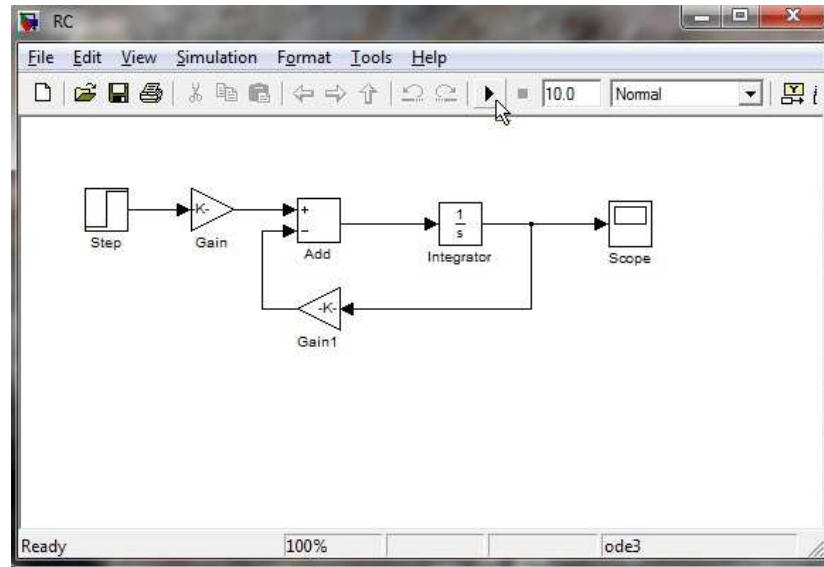 RC
File Edit View Simulation Format Tools Help
10.0 Normal
Step
-K-
Gain
+
−
Add
1
s
Integrator
Scope
-K-
Gain1
Ready 100% ode3